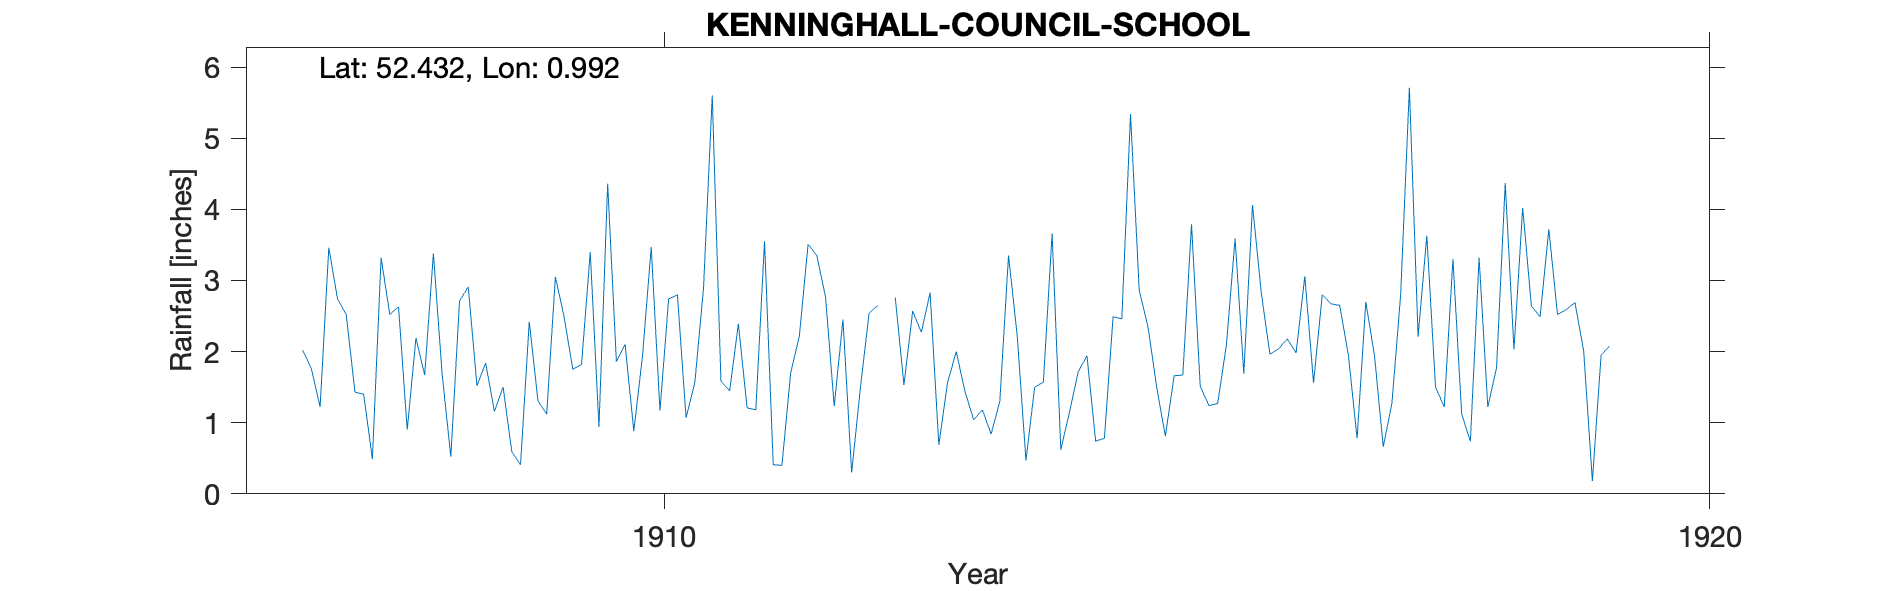 KENNINGHALL-COUNCIL-SCHOOL
Lat: 52.432, Lon: 0.992
6
5
4
3
2
1
0
Rainfall [inches]
1910
1920
Year